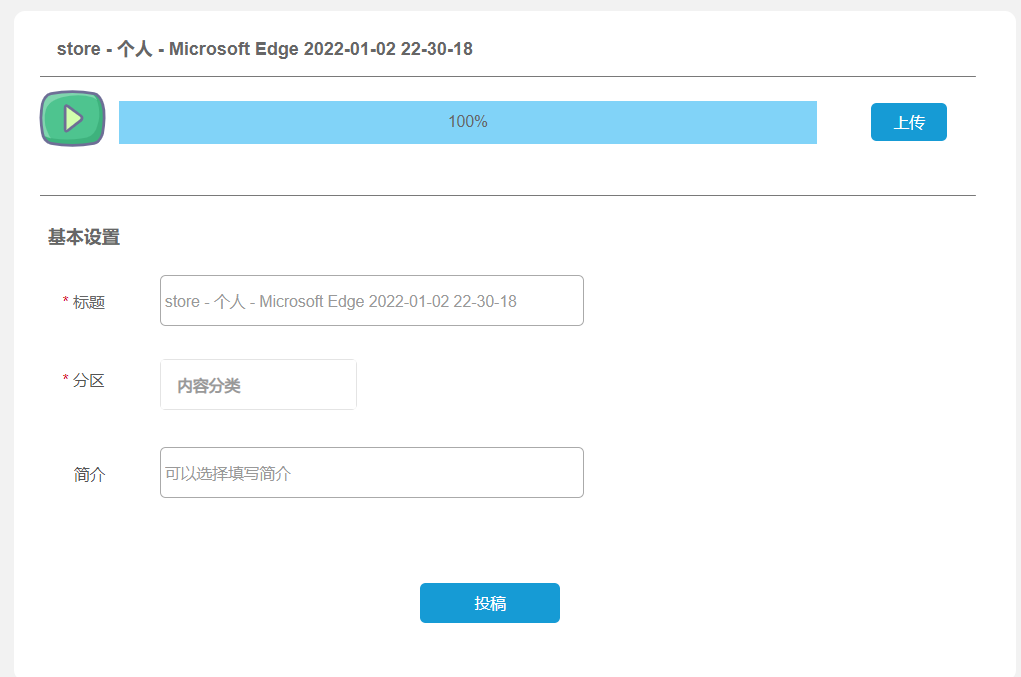 store - 个人 - Microsoft Edge 2022-01-02 22-30-18
100%
上传
基本设置
* 标题
store - 个人 - Microsoft Edge 2022-01-02 22-30-18
* 分区
内容分类
简介
可以选择填写简介
投稿